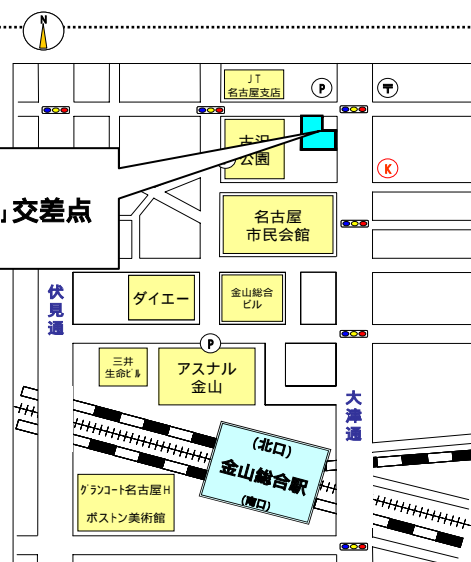 N
JT
名古屋支店
P
〒
古沢
公園
K
」交差点
名古屋
市民会館
伏見通
ダイエー
金山総合
ビル
P
三井
生命ビル
アスナル
金山
大津通
(北口)
金山総合駅
(南口)
グランコート名古屋H
ボストン美術館